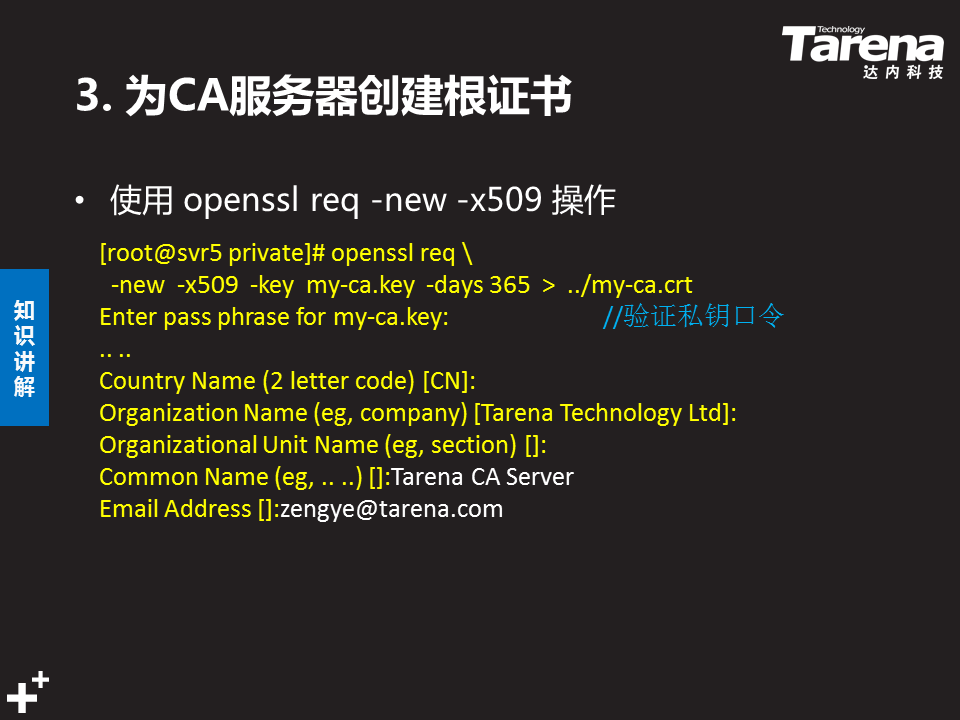 Technology
Tarena
达内科技
3. 为CA服务器创建根证书
• 使用 openssl req -new -x509 操作
[root@svr5 private]# openssl req \
-new -x509 -key my-ca.key -days 365 > ../my-ca.crt
Enter pass phrase for my-ca.key: //验证私钥口令
.. ..
Country Name (2 letter code) [CN]:
Organization Name (eg, company) [Tarena Technology Ltd]:
Organizational Unit Name (eg, section) []:
Common Name (eg, .. ..) []:Tarena CA Server
Email Address []:zengye@tarena.com
知识讲解